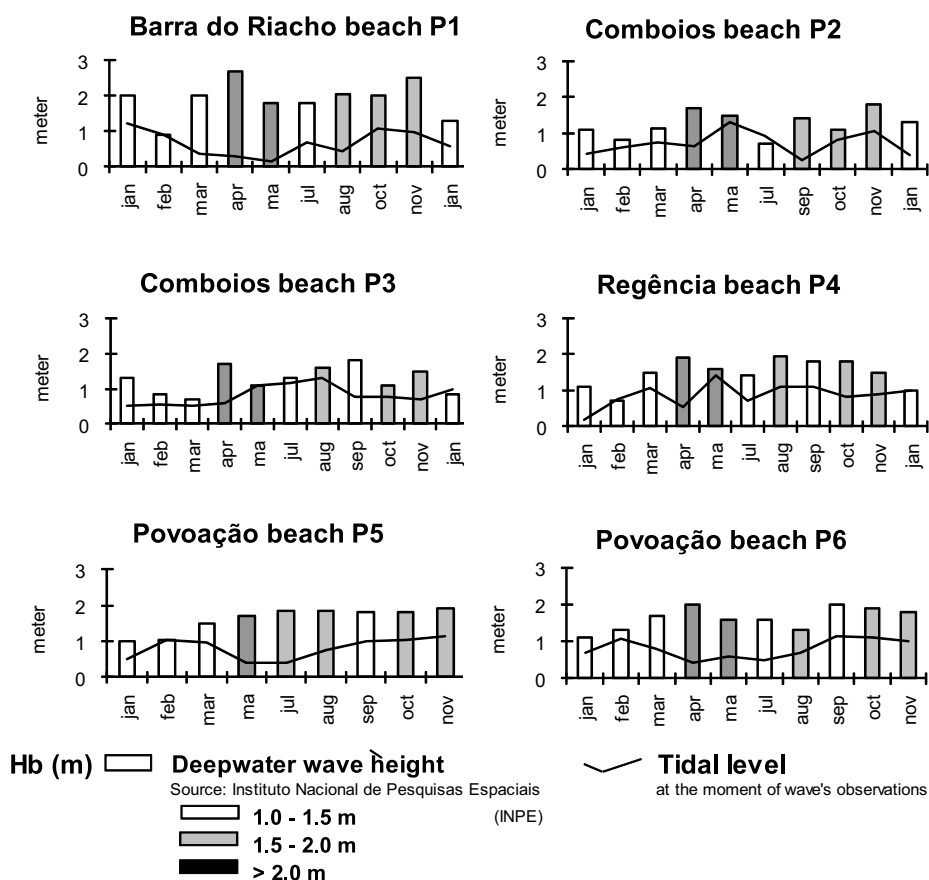 Barra do Riacho beach P1
3
2
1
0
meter
jan feb mar apr ma jul aug oct nov jan
Comboios beach P2
3
2
1
0
meter
jan feb mar apr ma jul sep oct nov jan
Comboios beach P3
3
2
1
0
meter
jan feb mar apr ma jul aug sep oct nov jan
Regência beach P4
3
2
1
0
meter
jan feb mar apr ma jul aug sep oct nov jan
Povoação beach P5
3
2
1
0
meter
jan feb mar ma jul aug sep oct nov
Povoação beach P6
3
2
1
0
meter
jan feb mar apr ma jul aug sep oct nov
Hb (m) Deepwater wave height
Source: Instituto Nacional de Pesquisas Espaciais
(INPE)
1.0 - 1.5 m
1.5 - 2.0 m
> 2.0 m
Tidal level
at the moment of wave's observations